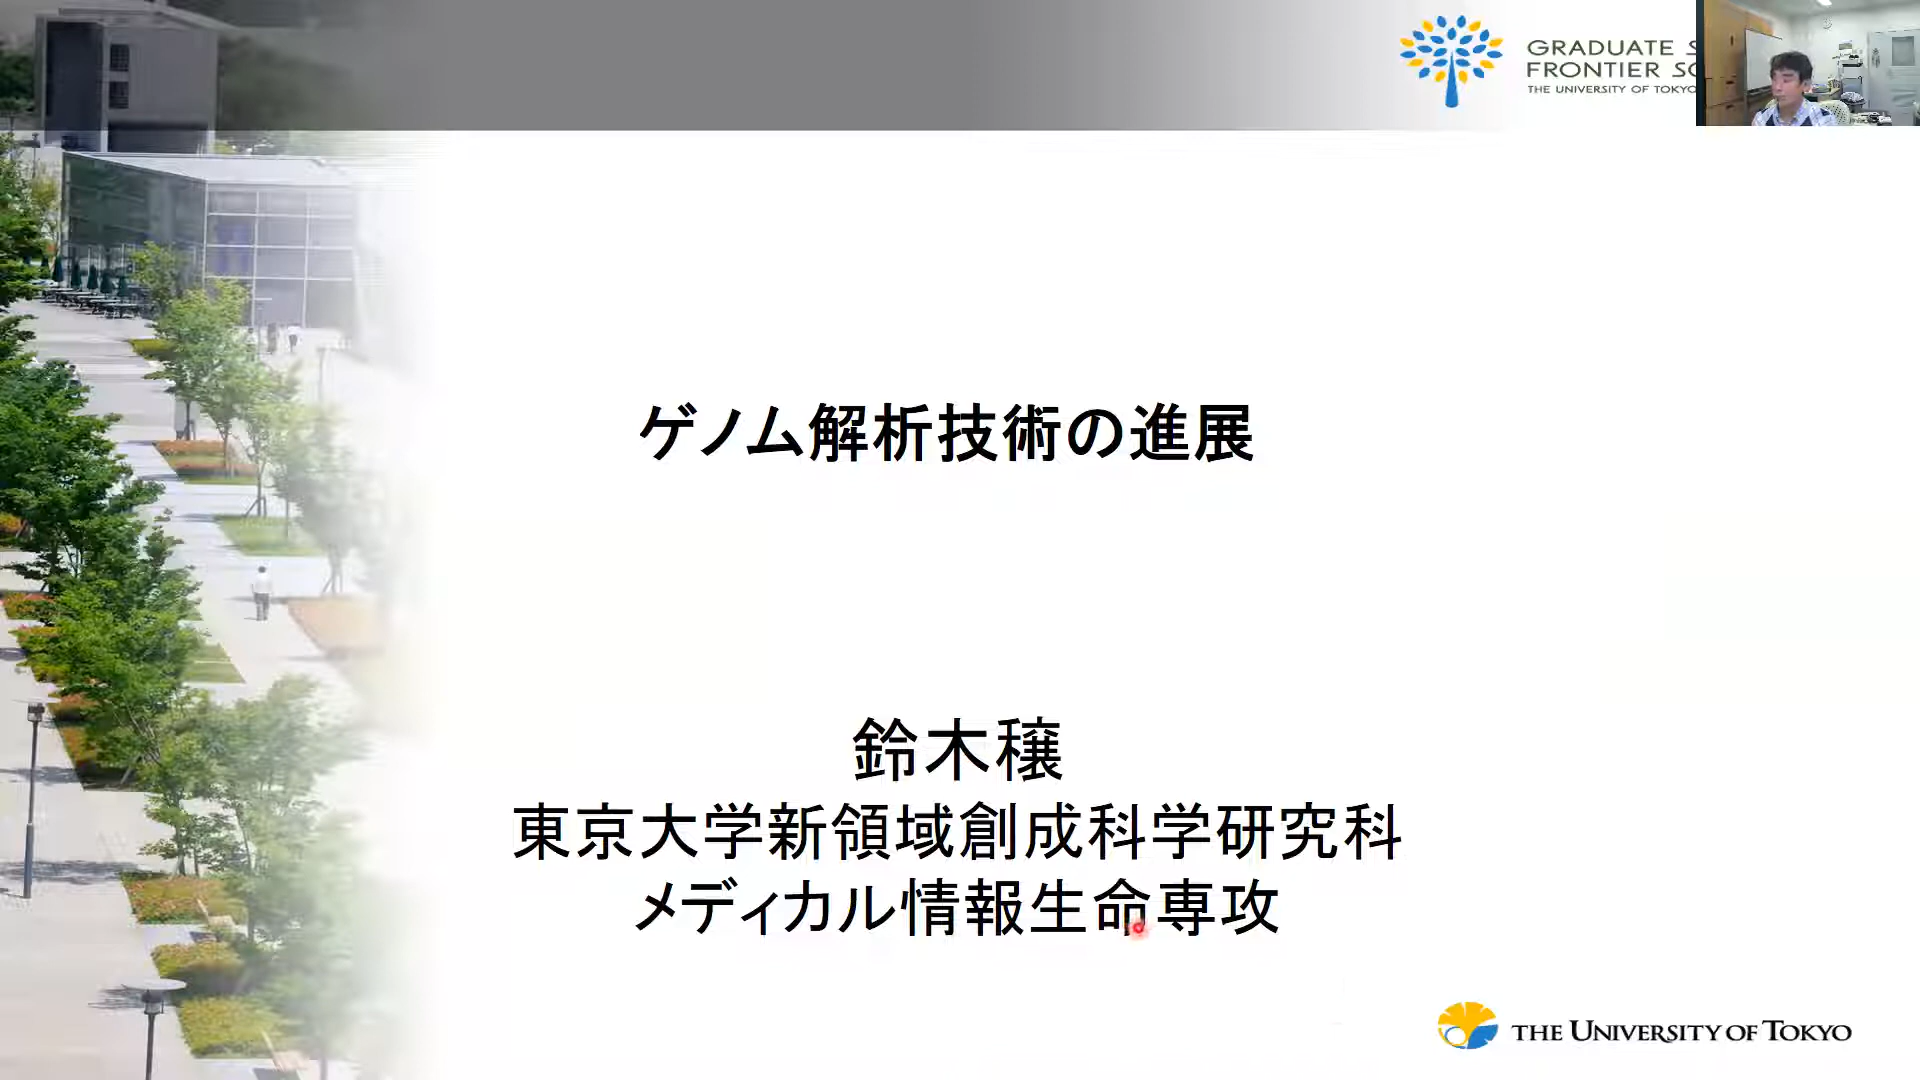 GRADUATE S
FRONTIER SC
THE UNIVERSITY OF TOKYO
ゲノム解析技術の進展
鈴木穣
東京大学新領域創成科学研究科
メディカル情報生命専攻
THE UNIVERSITY OF TOKYO